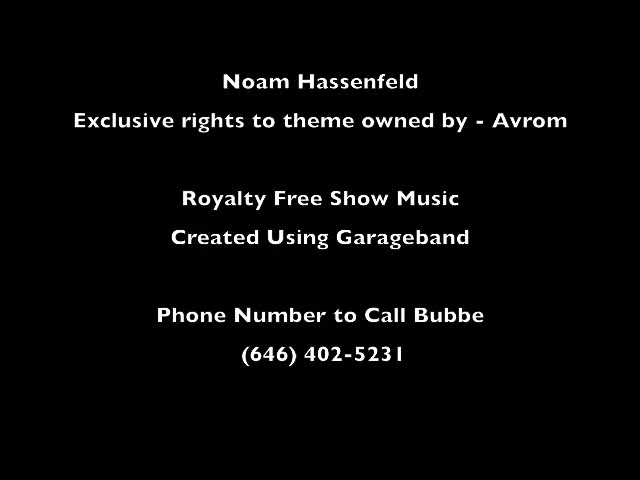 Noam Hassenfeld
Exclusive rights to theme owned by - Avrom
Royalty Free Show Music
Created Using Garageband
Phone Number to Call Bubbe
(646) 402-5231